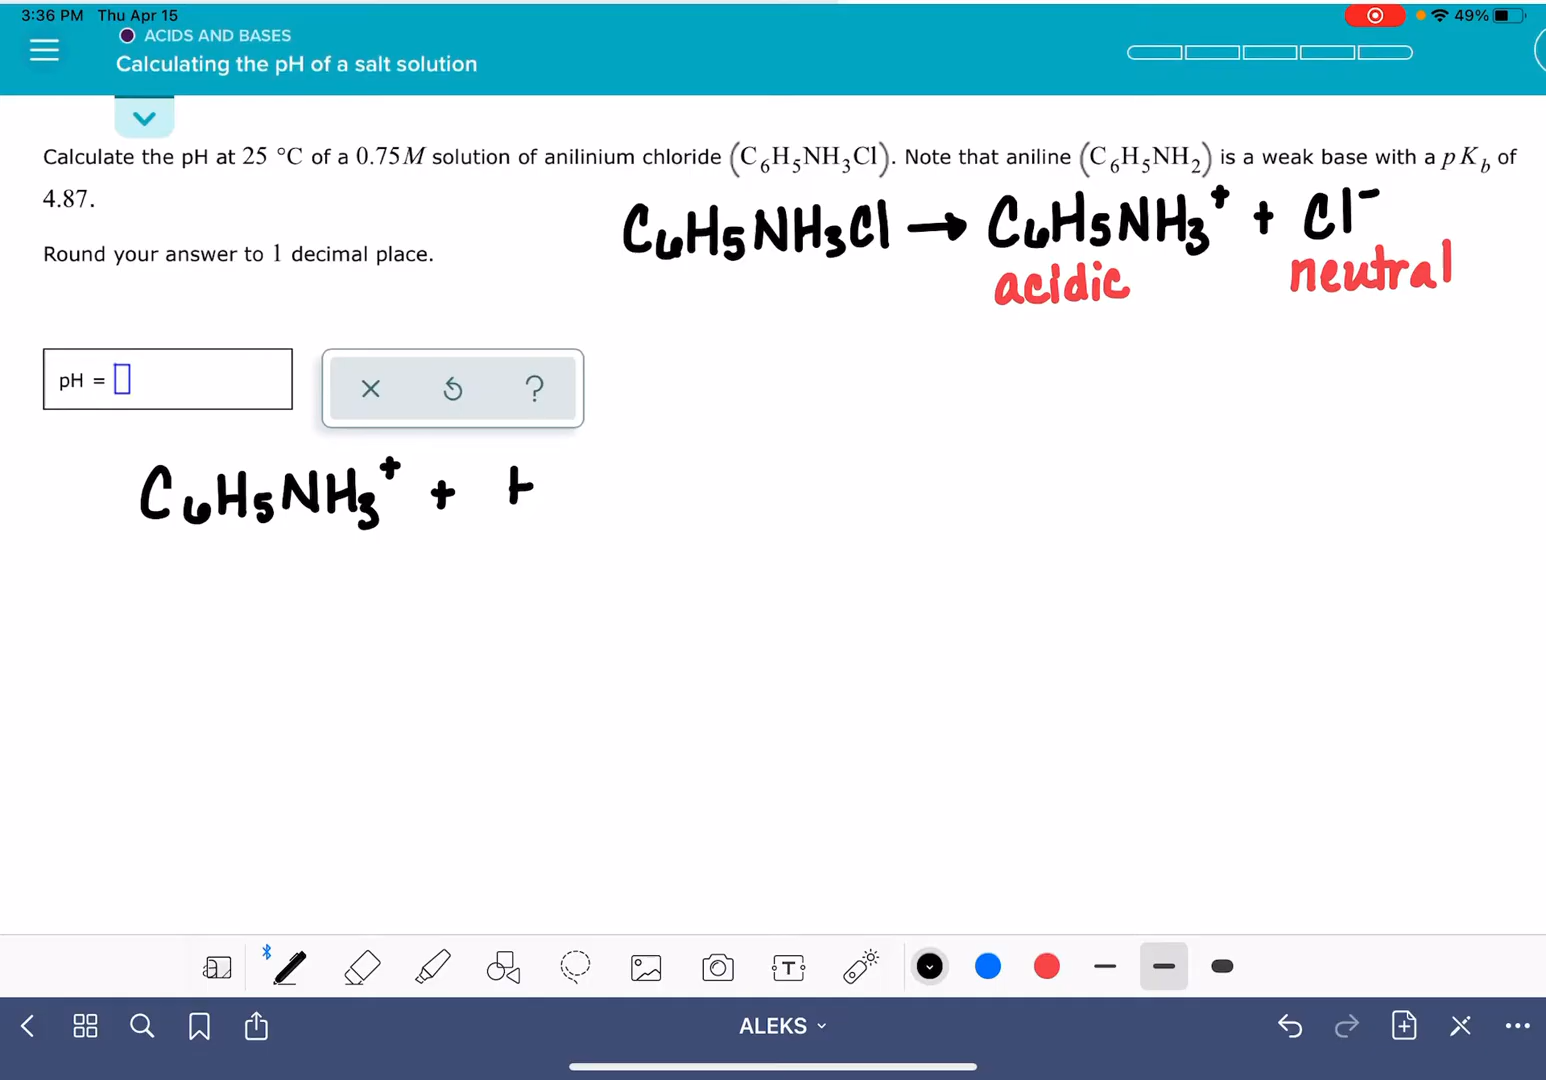 3:36 PM Thu Apr 15
49%
ACIDS AND BASES
Calculating the pH of a salt solution
Calculate the pH at 25 °C of a 0.75M solution of anilinium chloride (C₆H₅NH₃Cl). Note that aniline (C₆H₅NH₂) is a weak base with a pK_b of
4.87.
C₆H₅NH₃Cl → C₆H₅NH₃⁺ + Cl⁻
Round your answer to 1 decimal place.
acidic neutral
pH =
× ?
C₆H₅NH₃⁺ +
a
T
ALEKS